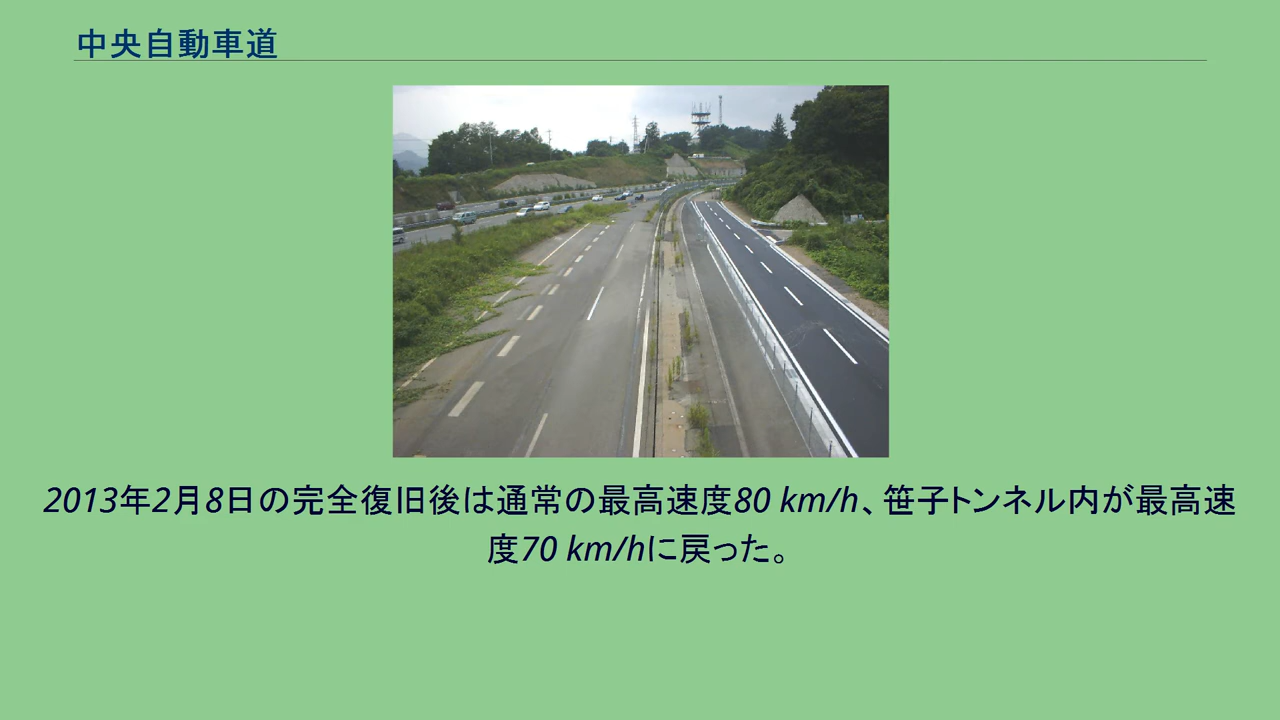 中央自動車道
2013年2月8日の完全復旧後は通常の最高速度80 km/h、笹子トンネル内が最高速
度70 km/hに戻った。